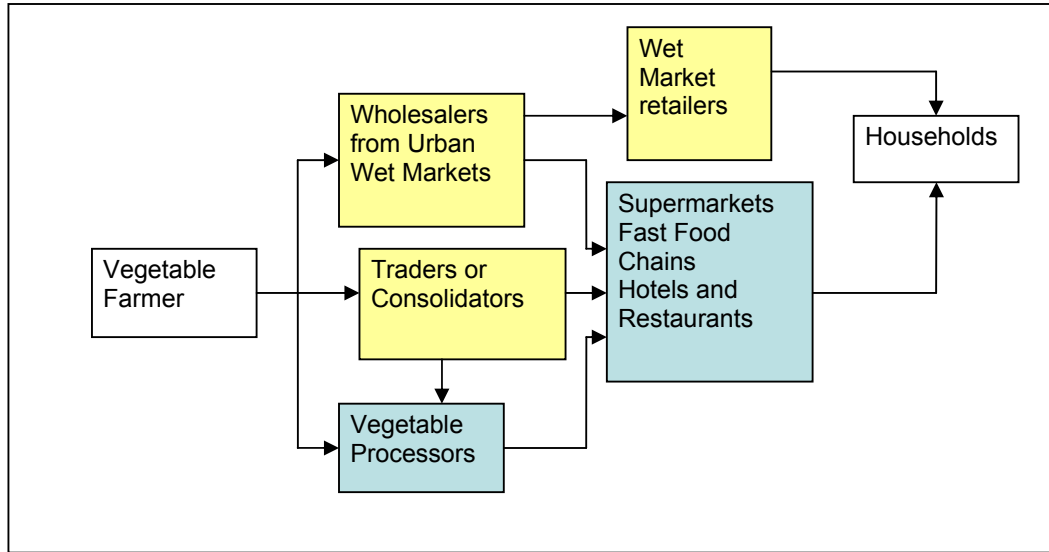 Wet
Market
retailers
Wholesalers
from Urban
Wet Markets
Households
Supermarkets
Fast Food
Chains
Hotels and
Restaurants
Vegetable
Farmer
Traders or
Consolidators
Vegetable
Processors